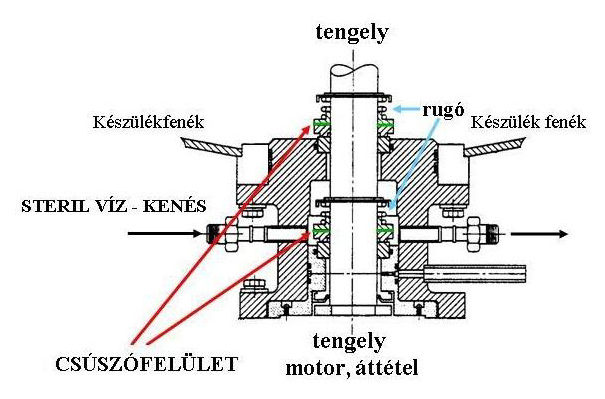 tengely
rugó
Készülékfenék
Készülék fenék
STERIL VÍZ - KENÉS
CSÚSZÓFELÜLET
tengely
motor, áttétel